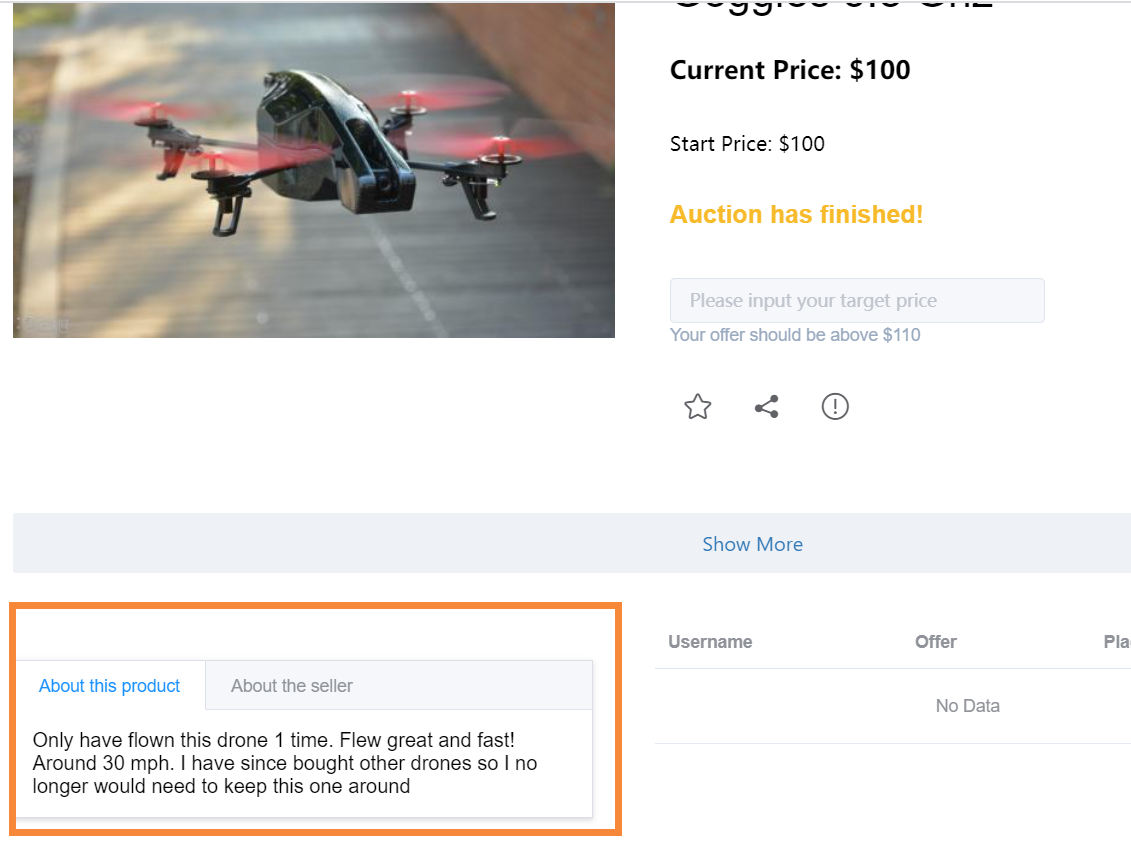 Current Price: $100
Start Price: $100
Auction has finished!
Please input your target price
Your offer should be above $110
Show More
About this product
About the seller
Only have flown this drone 1 time. Flew great and fast!
Around 30 mph. I have since bought other drones so I no
longer would need to keep this one around
Username
Offer
No Data